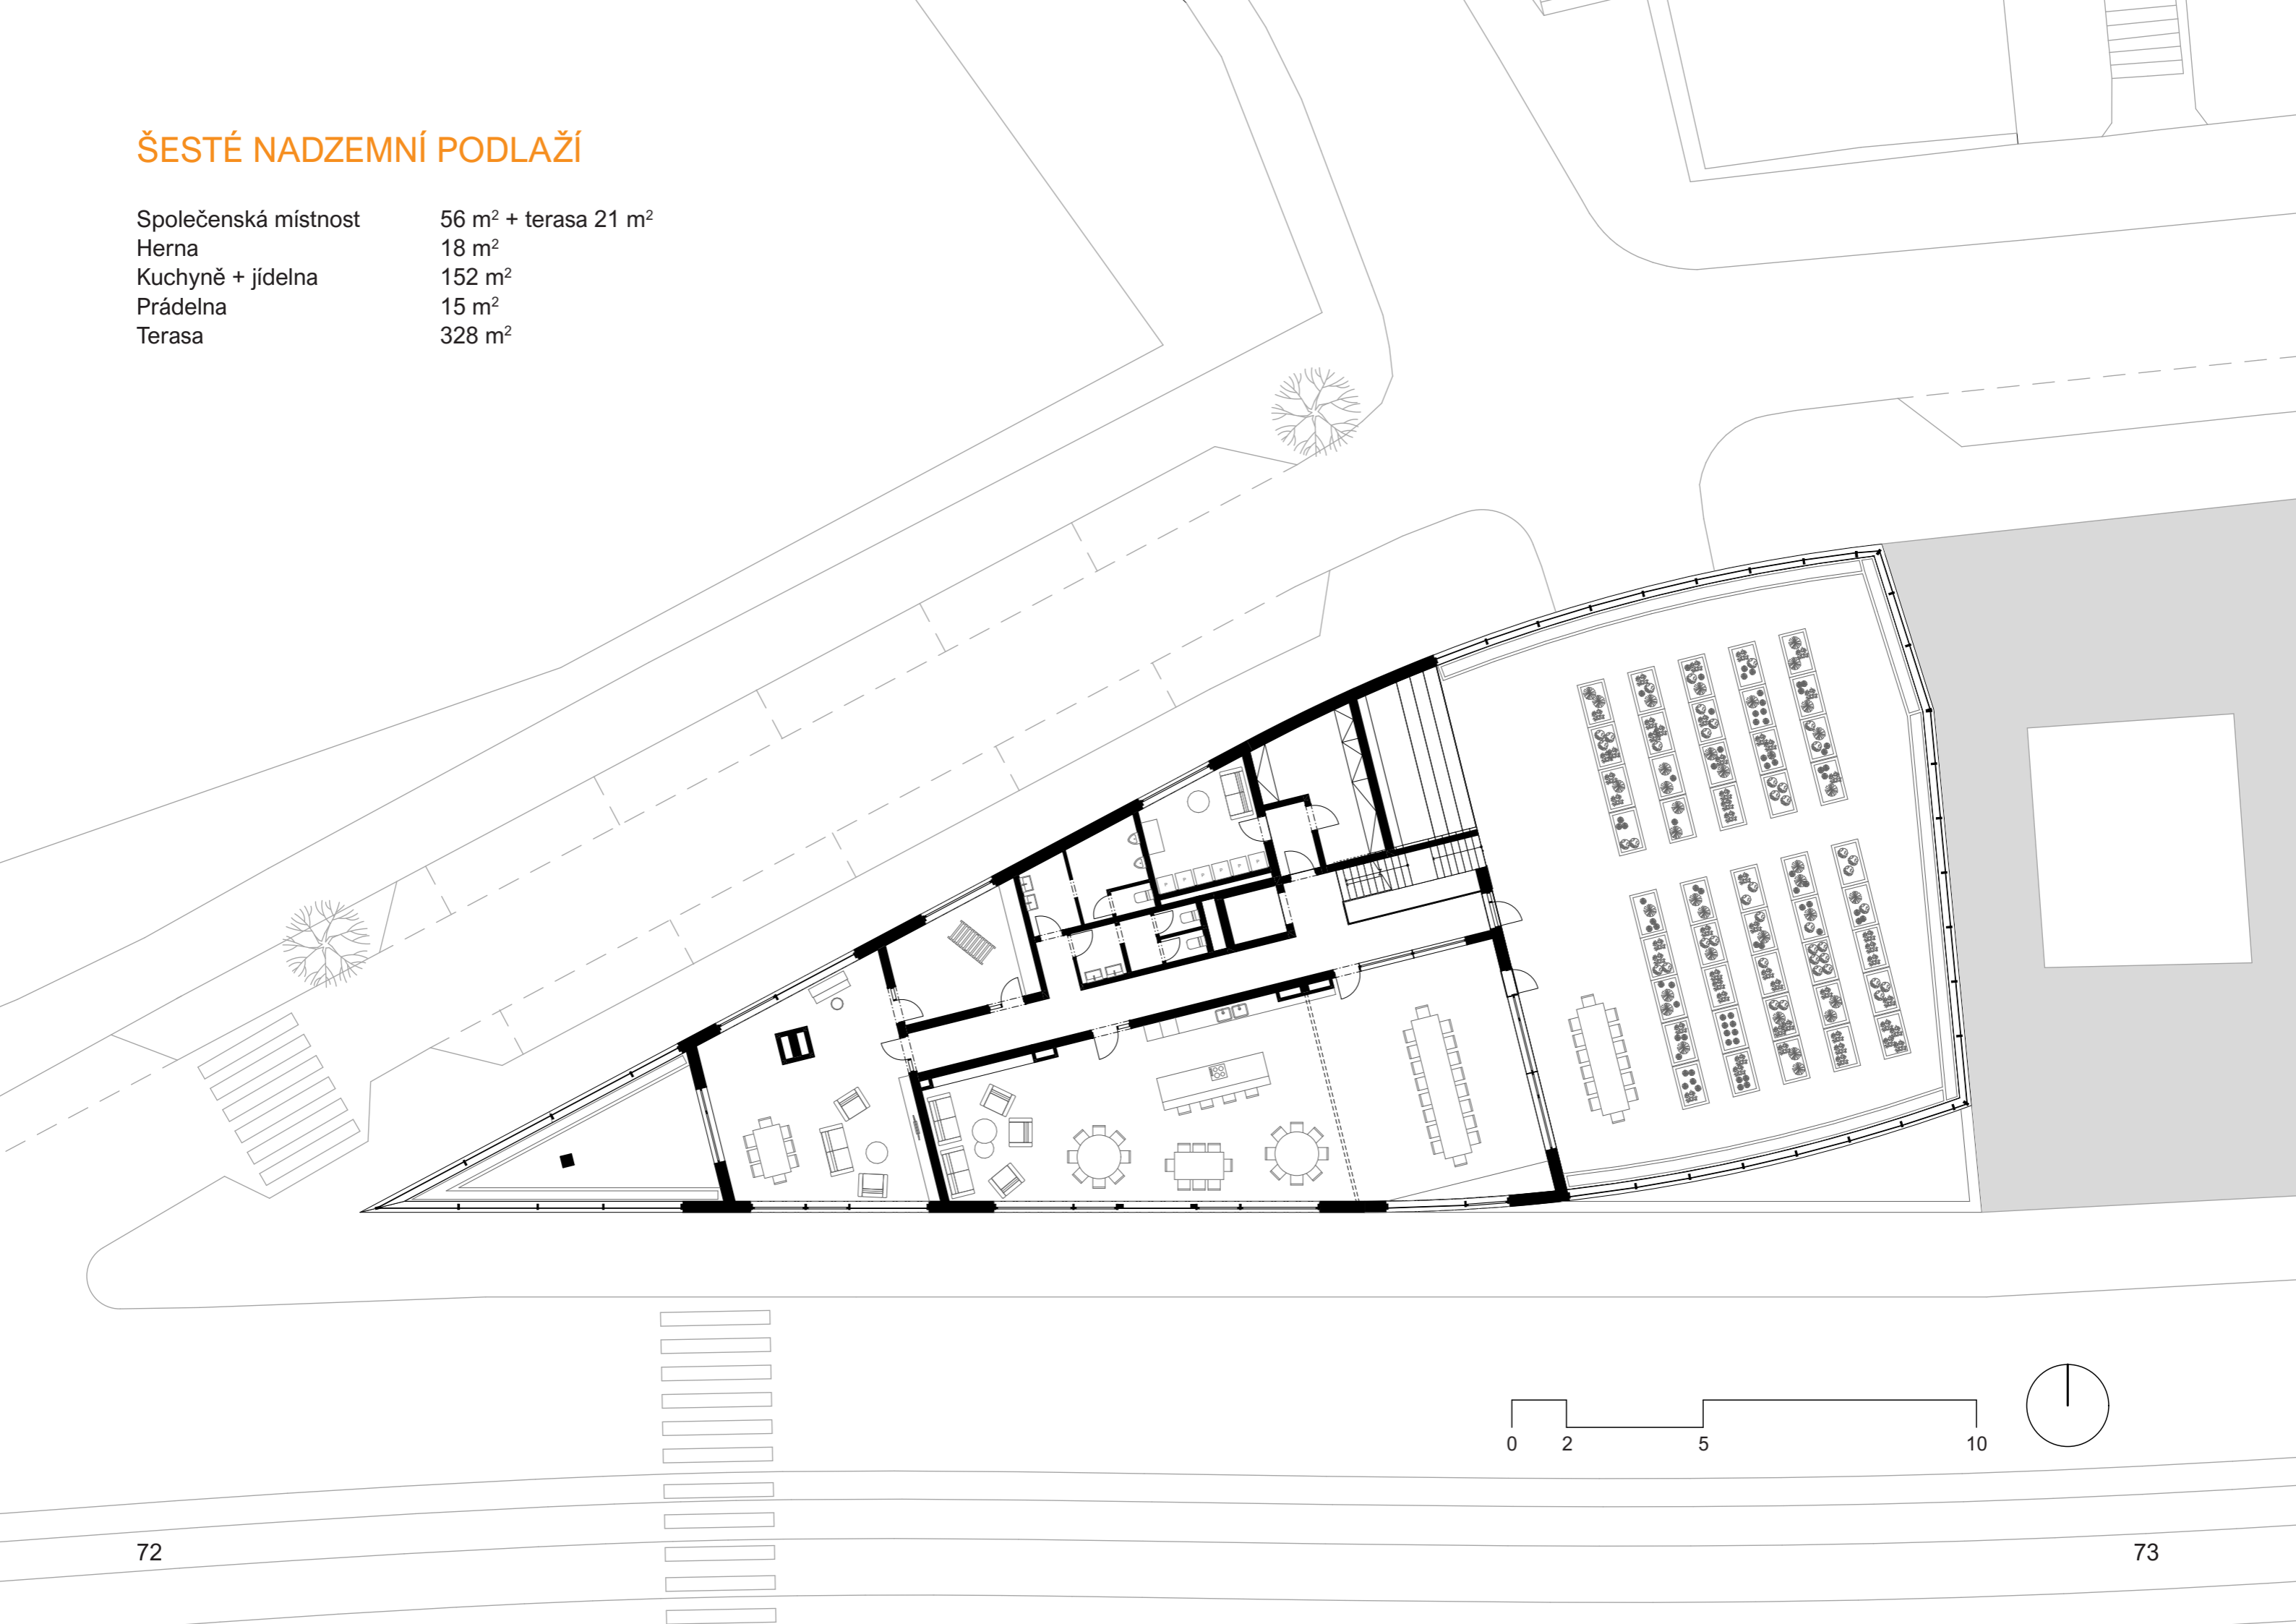 ŠESTÉ NADZEMNÍ PODLAŽÍ
Společenská místnost 56 m² + terasa 21 m²
Herna 18 m²
Kuchyně + jídelna 152 m²
Prádelna 15 m²
Terasa 328 m²
0 2 5 10
72 73